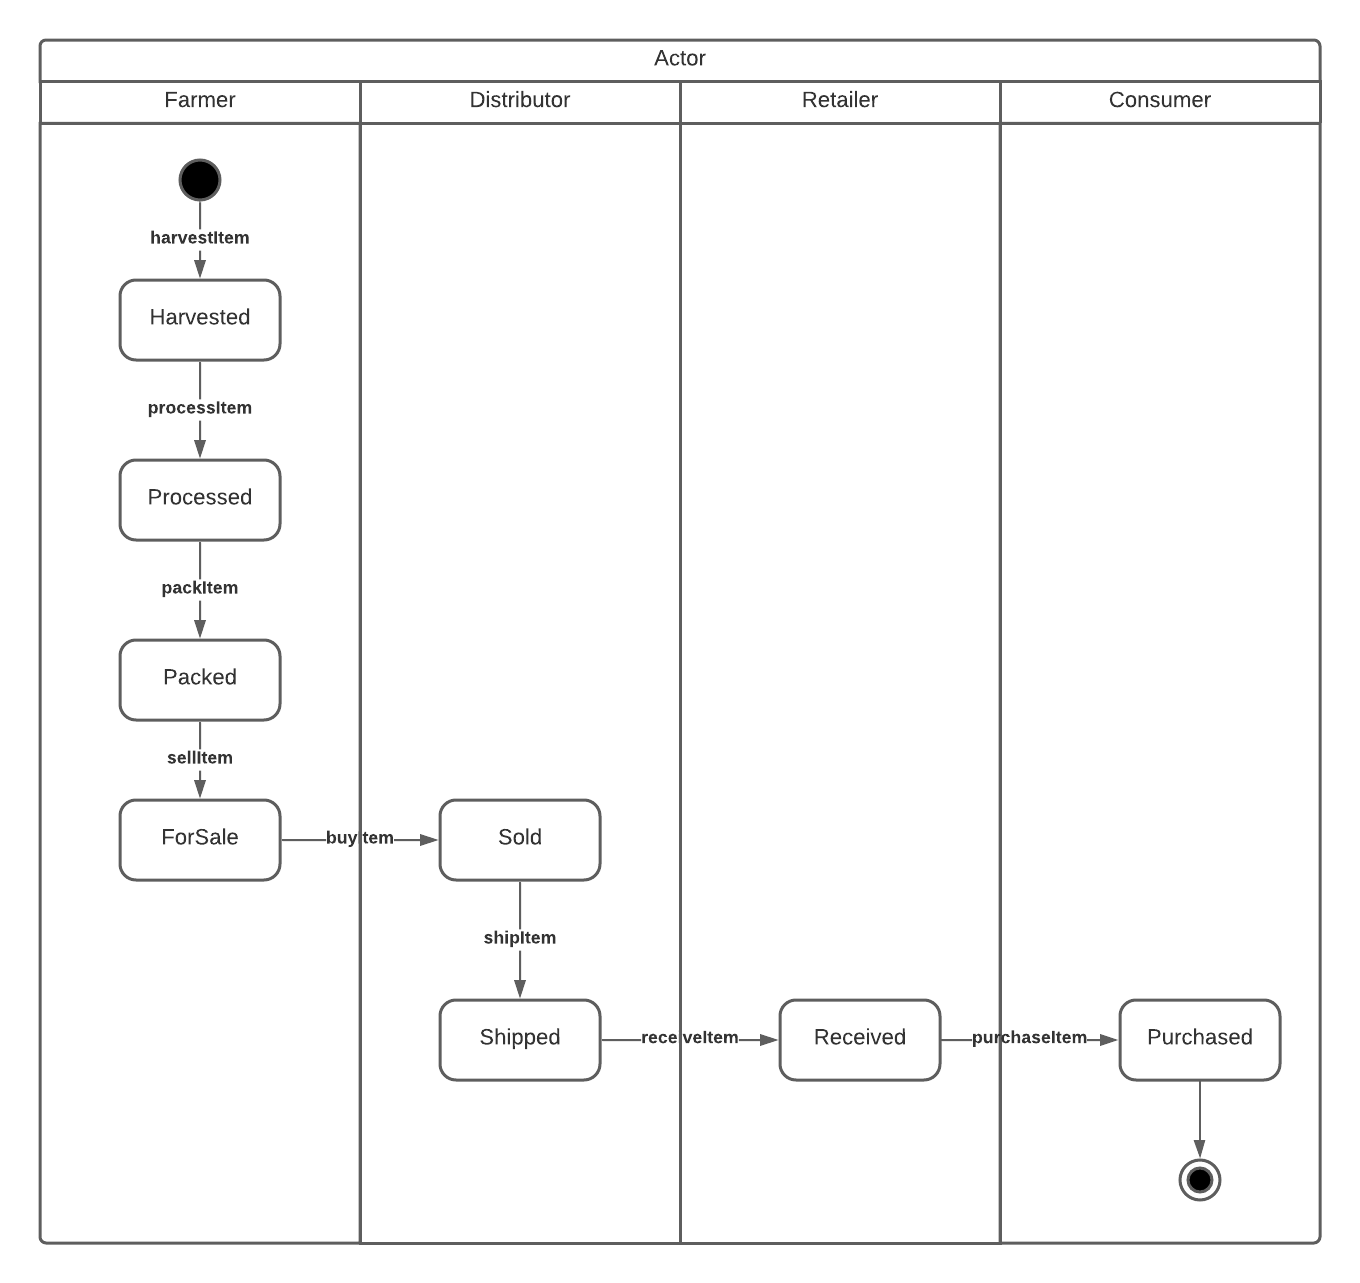 Actor
Farmer
Distributor
Retailer
Consumer
harvestItem
Harvested
processItem
Processed
packItem
Packed
sellItem
ForSale
buyItem
Sold
shipItem
Shipped
receiveItem
Received
purchaseItem
Purchased